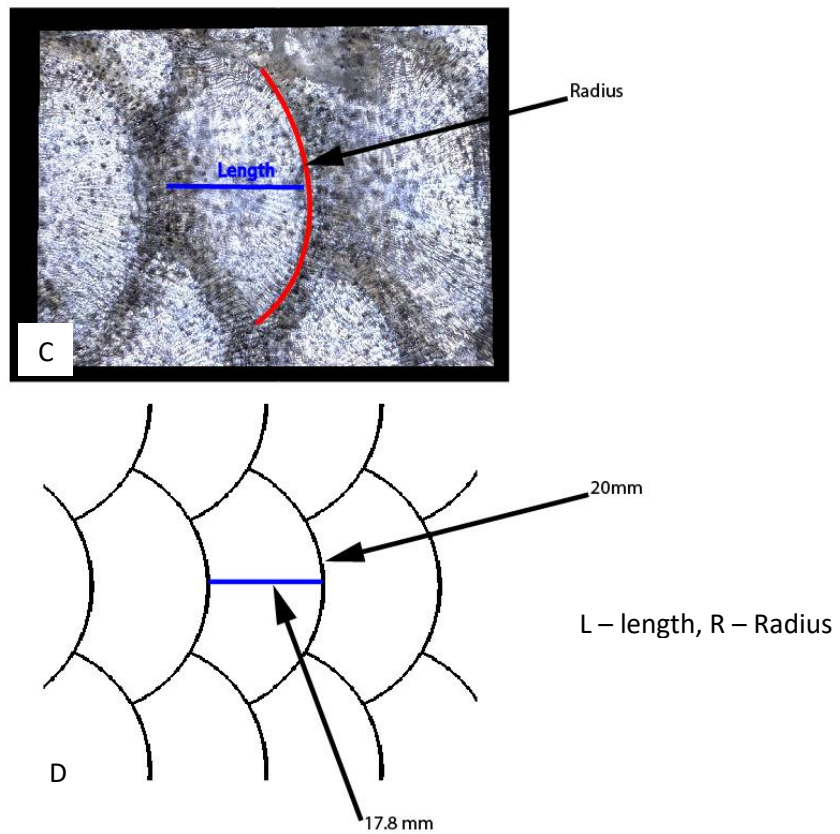 Radius
Length
C
20mm
L – length, R – Radius
D
17.8 mm